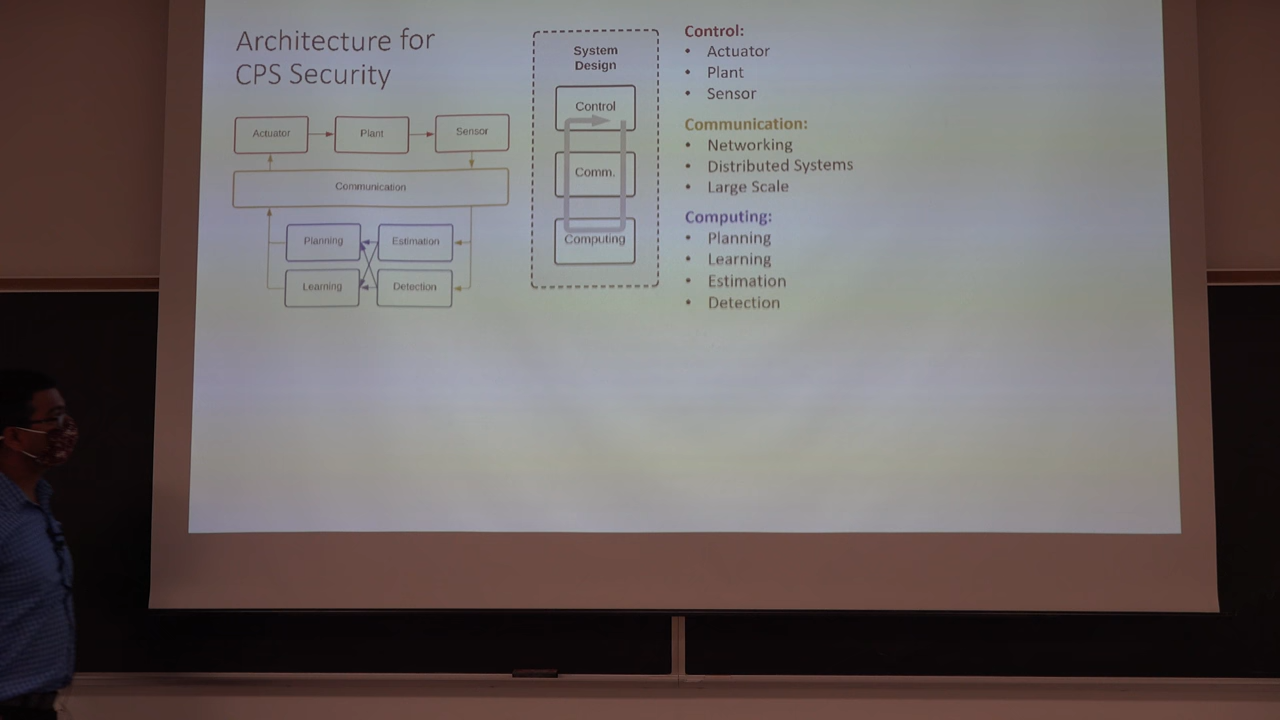 Architecture for
CPS Security
Actuator
Plant
Sensor
Communication
Planning
Estimation
Learning
Detection
System
Design
Control
Comm.
Computing
Control:
• Actuator
• Plant
• Sensor
Communication:
• Networking
• Distributed Systems
• Large Scale
Computing:
• Planning
• Learning
• Estimation
• Detection